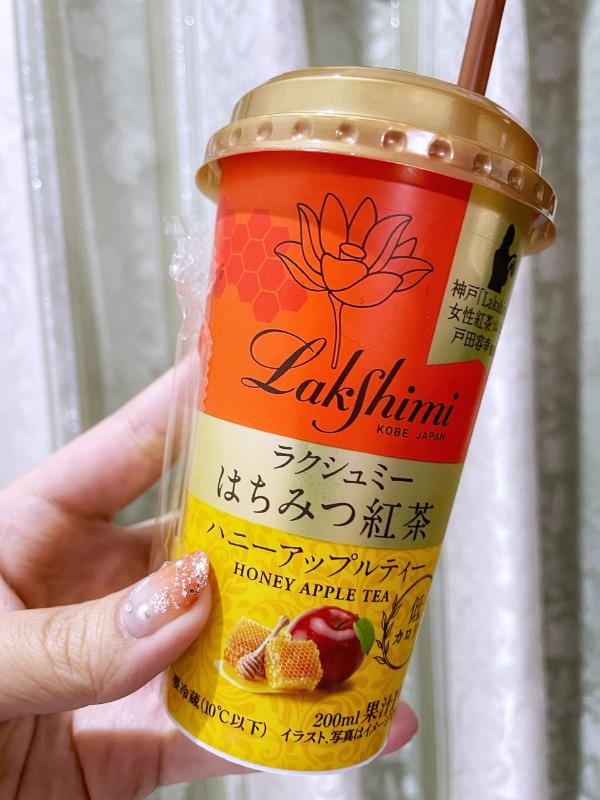 神戸「Laksh
女性紅茶
戸田容幸
Lakshimi
KOBE JAPAN
ラクシュミー
はちみつ紅茶
ハニーアップルティー
HONEY APPLE TEA
低
カロ
要冷蔵(10℃以下)
200ml 果汁
イラスト、写真はイメー